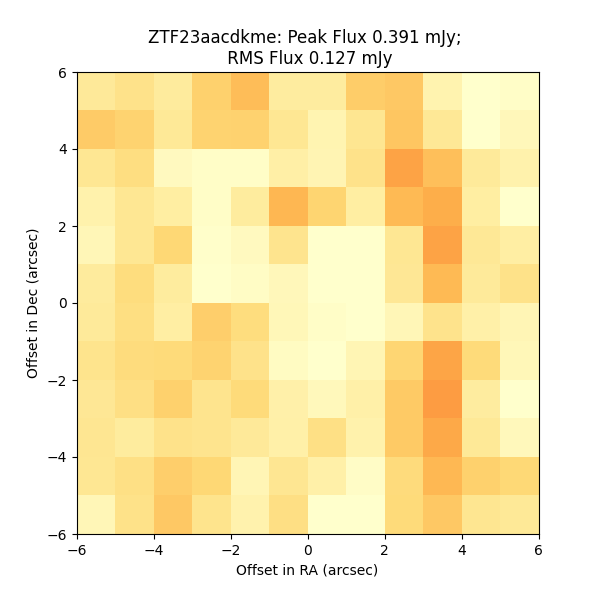 ZTF23aacdkme: Peak Flux 0.391 mJy;
RMS Flux 0.127 mJy
6
4
2
0
−2
−4
−6
Offset in Dec (arcsec)
−6 −4 −2 0 2 4 6
Offset in RA (arcsec)